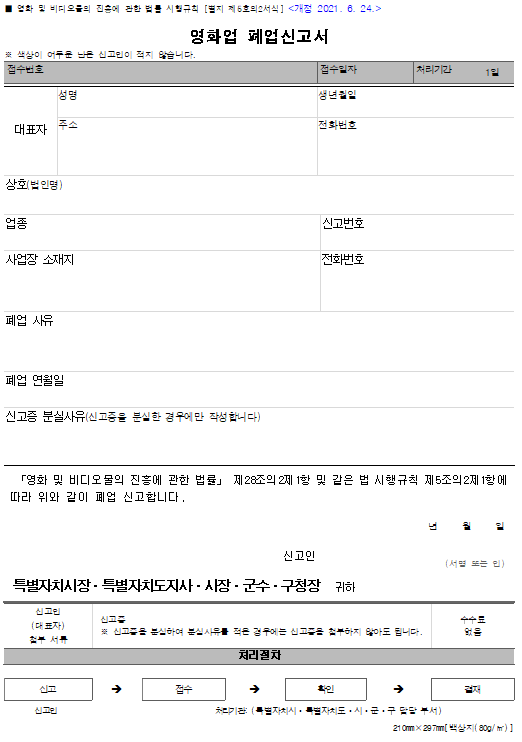 ■ 영화 및 비디오물의 진흥에 관한 법률 시행규칙 [별지 제5호의2서식] <개정 2021. 6. 24.>
영화업 폐업신고서
※ 색상이 어두운 난은 신고인이 적지 않습니다.
접수번호 접수일자 처리기간 1일
대표자 성명 생년월일
주소 전화번호
상호(법인명)
업종 신고번호
사업장 소재지 전화번호
폐업 사유
폐업 연월일
신고증 분실사유(신고증을 분실한 경우에만 작성합니다)
「영화 및 비디오물의 진흥에 관한 법률」 제28조의2제1항 및 같은 법 시행규칙 제5조의2제1항에
따라 위와 같이 폐업 신고합니다.
년 월 일
신고인
(서명 또는 인)
특별자치시장ㆍ특별자치도지사ㆍ시장ㆍ군수ㆍ구청장 귀하
신고인
(대표자)
첨부 서류
신고증
※ 신고증을 분실하여 분실사유를 적은 경우에는 신고증을 첨부하지 않아도 됩니다.
수수료
없음
처리절차
신고 ➔ 접수 ➔ 확인 ➔ 결재
신고인 처리기관: (특별자치시ㆍ특별자치도ㆍ시ㆍ군ㆍ구 담당 부서)
210mm×297mm[백상지(80g/㎡)]